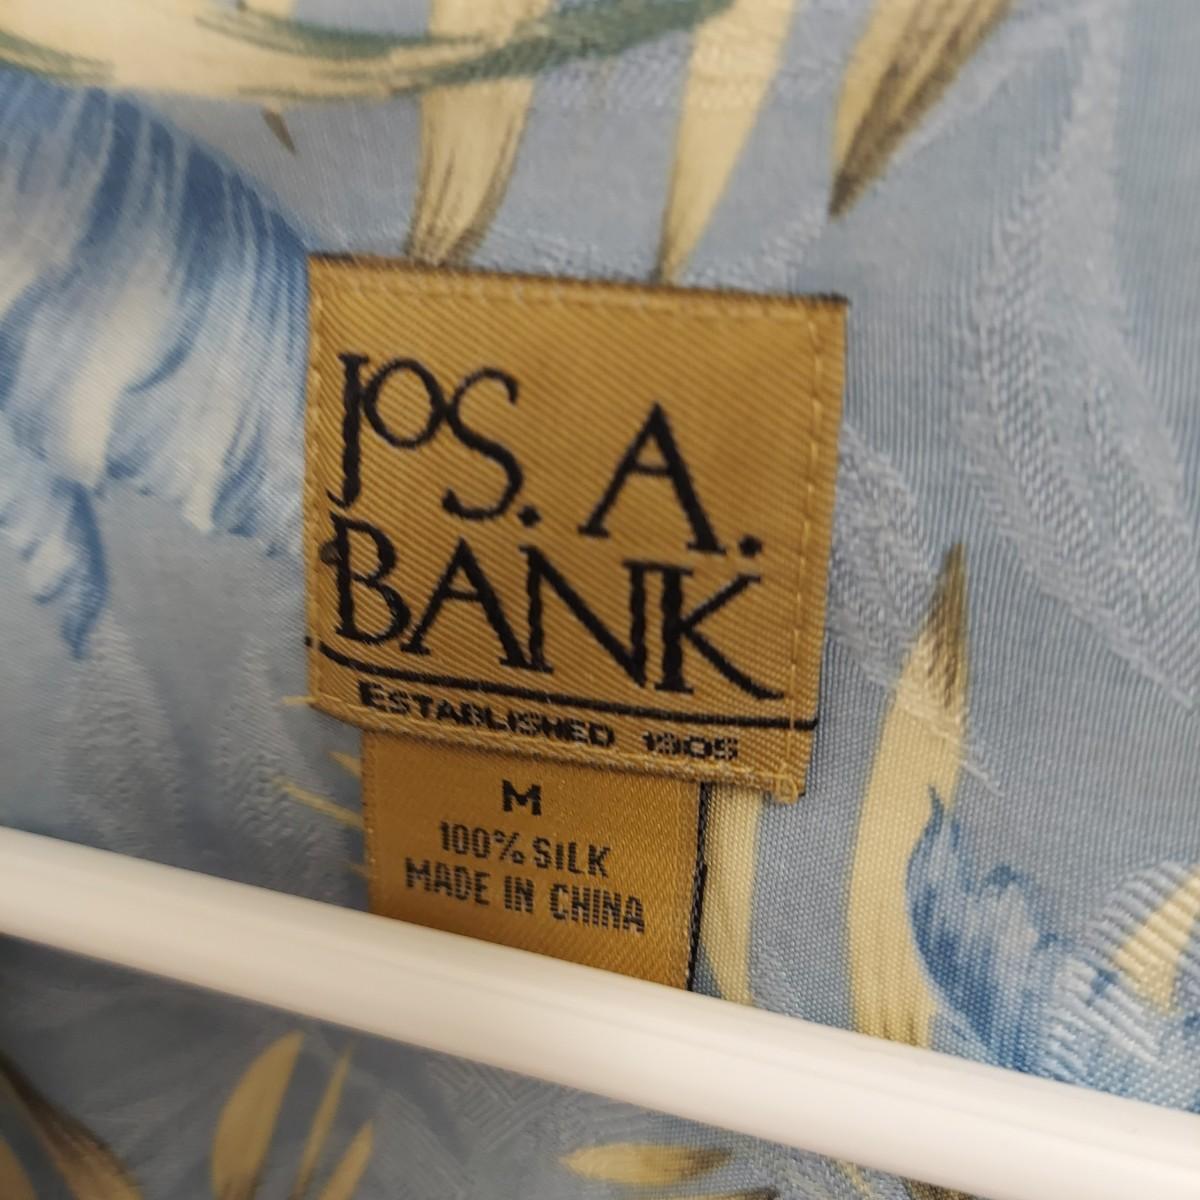 JOS. A.
BANK
ESTABLISHED 1905
M
100% SILK
MADE IN CHINA